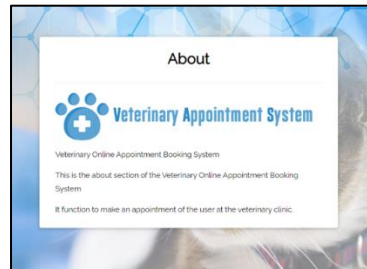 About
Veterinary Appointment System
Veterinary Online Appointment Booking System
This is the about section of the Veterinary Online Appointment Booking
System
It function to make an appointment of the user at the veterinary clinic.